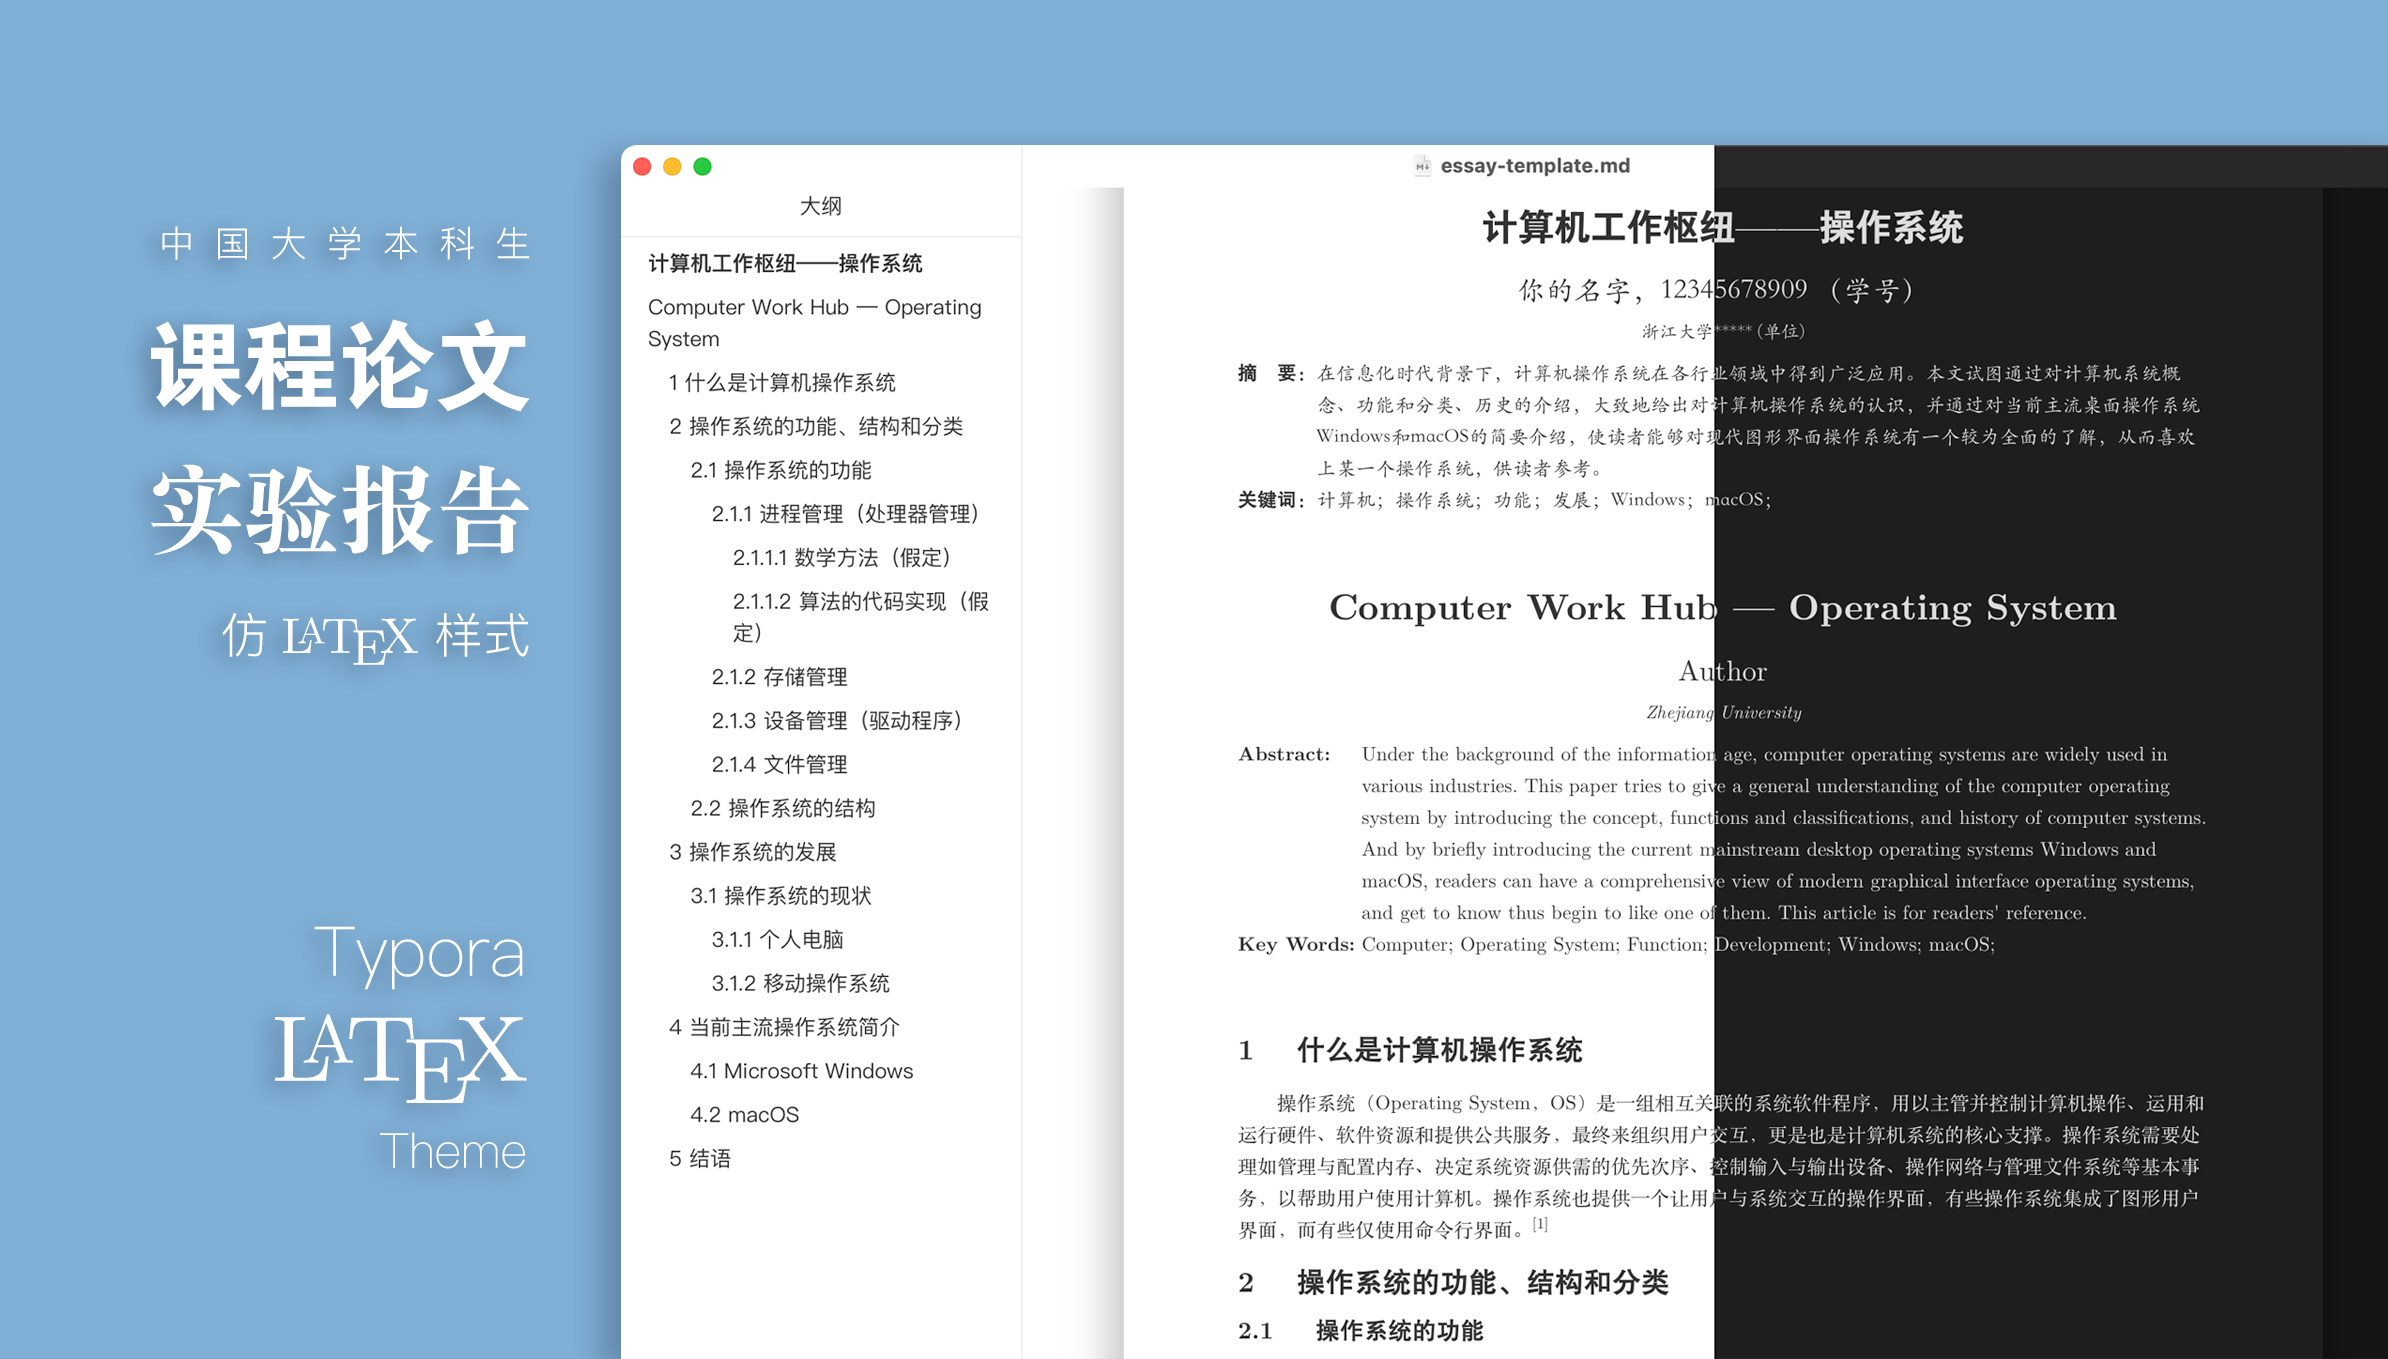 中国大学本科生
课程论文
实验报告
仿 LATEX 样式
Typora
LATEX
Theme
essay-template.md
大纲
计算机工作枢纽——操作系统
Computer Work Hub — Operating
System
1 什么是计算机操作系统
2 操作系统的功能、结构和分类
2.1 操作系统的功能
2.1.1 进程管理（处理器管理）
2.1.1.1 数学方法（假定）
2.1.1.2 算法的代码实现（假
定）
2.1.2 存储管理
2.1.3 设备管理（驱动程序）
2.1.4 文件管理
2.2 操作系统的结构
3 操作系统的发展
3.1 操作系统的现状
3.1.1 个人电脑
3.1.2 移动操作系统
4 当前主流操作系统简介
4.1 Microsoft Windows
4.2 macOS
5 结语
计算机工作枢纽——操作系统
你的名字，12345678909 （学号）
浙江大学***** (单位)
摘 要：在信息化时代背景下，计算机操作系统在各行业领域中得到广泛应用。本文试图通过对计算机系统概
念、功能和分类、历史的介绍，大致地给出对计算机操作系统的认识，并通过对当前主流桌面操作系统
Windows和macOS的简要介绍，使读者能够对现代图形界面操作系统有一个较为全面的了解，从而喜欢
上某一个操作系统，供读者参考。
关键词：计算机；操作系统；功能；发展；Windows；macOS；
Computer Work Hub — Operating System
Author
Zhejiang University
Abstract: Under the background of the information age, computer operating systems are widely used in
various industries. This paper tries to give a general understanding of the computer operating
system by introducing the concept, functions and classifications, and history of computer systems.
And by briefly introducing the current mainstream desktop operating systems Windows and
macOS, readers can have a comprehensive view of modern graphical interface operating systems,
and get to know thus begin to like one of them. This article is for readers' reference.
Key Words: Computer; Operating System; Function; Development; Windows; macOS;
1 什么是计算机操作系统
操作系统（Operating System，OS）是一组相互关联的系统软件程序，用以主管并控制计算机操作、运用和
运行硬件、软件资源和提供公共服务，最终来组织用户交互，更是也是计算机系统的核心支撑。操作系统需要处
理如管理与配置内存、决定系统资源供需的优先次序、控制输入与输出设备、操作网络与管理文件系统等基本事
务，以帮助用户使用计算机。操作系统也提供一个让用户与系统交互的操作界面，有些操作系统集成了图形用户
界面，而有些仅使用命令行界面。[1]
2 操作系统的功能、结构和分类
2.1 操作系统的功能